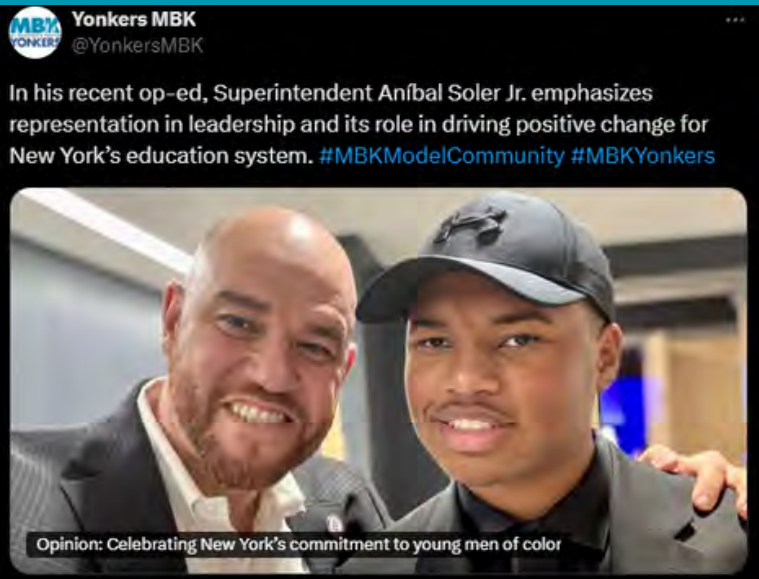 MBK
YONKERS
Yonkers MBK
@YonkersMBK
In his recent op-ed, Superintendent Aníbal Soler Jr. emphasizes
representation in leadership and its role in driving positive change for
New York's education system. #MBKModelCommunity #MBKYonkers
Opinion: Celebrating New York's commitment to young men of color